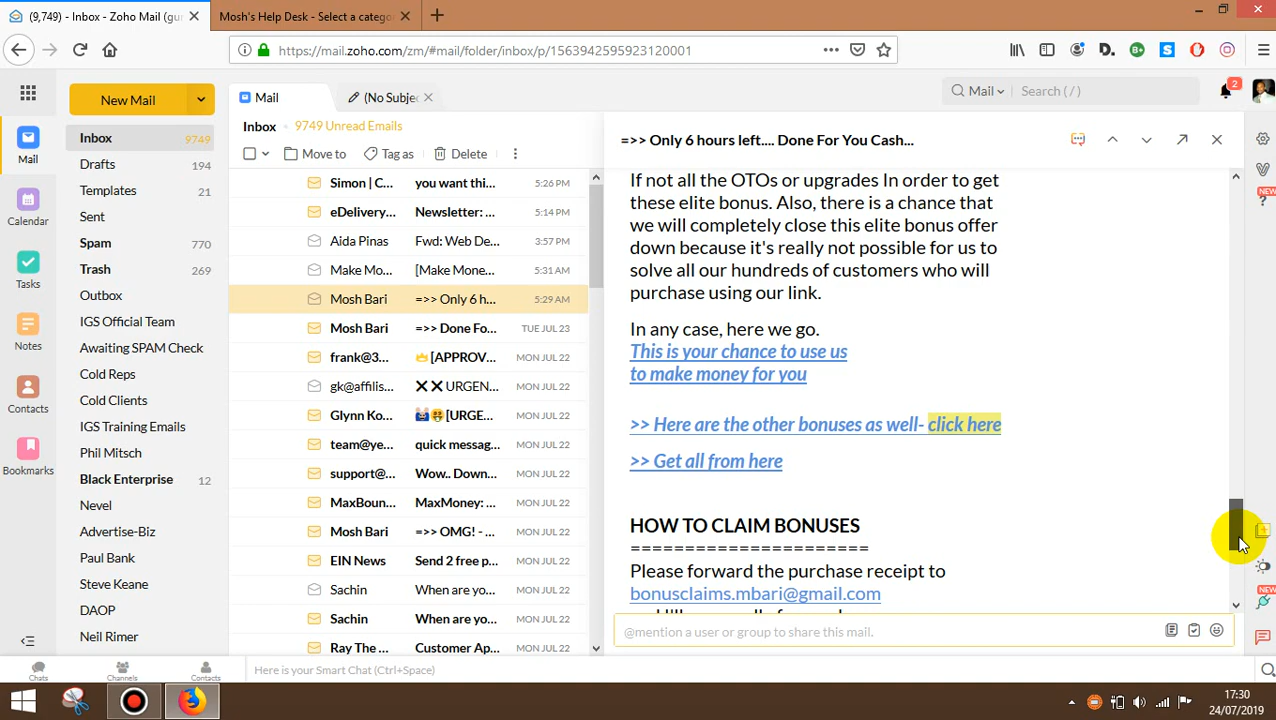 (9,749) - Inbox - Zoho Mail (gu
Mosh's Help Desk - Select a catego
https://mail.zoho.com/zm/#mail/folder/inbox/p/1563942595923120001
New Mail
Mail
(No Subje
Mail
Search ( / )
2
Mail
Calendar
Tasks
Notes
Contacts
Bookmarks
Inbox 9749
Drafts 194
Templates 21
Sent
Spam 770
Trash 269
Outbox
IGS Official Team
Awaiting SPAM Check
Cold Reps
Cold Clients
IGS Training Emails
Phil Mitsch
Black Enterprise 12
Nevel
Advertise-Biz
Paul Bank
Steve Keane
DAOP
Neil Rimer
Inbox 9749 Unread Emails
Move to Tag as Delete
Simon | C... you want thi... 5:26 PM
eDelivery... Newsletter: ... 5:14 PM
Aida Pinas Fwd: Web De... 3:57 PM
Make Mo... [Make Mone... 5:31 AM
Mosh Bari =>> Only 6 h... 5:29 AM
Mosh Bari =>> Done Fo... TUE JUL 23
frank@3... [APPROV... MON JUL 22
gk@affilis... ❌❌ URGEN... MON JUL 22
Glynn Ko... [URGE... MON JUL 22
team@ye... quick messag... MON JUL 22
support@... Wow.. Down... MON JUL 22
MaxBoun... MaxMoney: ... MON JUL 22
Mosh Bari =>> OMG! - ... MON JUL 22
EIN News Send 2 free p... MON JUL 22
Sachin When are yo... MON JUL 22
Sachin When are yo... MON JUL 22
Ray The ... Customer Ap... MON JUL 22
=>> Only 6 hours left.... Done For You Cash...
If not all the OTOs or upgrades In order to get
these elite bonus. Also, there is a chance that
we will completely close this elite bonus offer
down because it's really not possible for us to
solve all our hundreds of customers who will
purchase using our link.
In any case, here we go.
This is your chance to use us
to make money for you
>> Here are the other bonuses as well- click here
>> Get all from here
HOW TO CLAIM BONUSES
======================
Please forward the purchase receipt to
bonusclaims.mbari@gmail.com
@mention a user or group to share this mail.
NEW
NEW
Chats
Channels
Contacts
Here is your Smart Chat (Ctrl+Space)
17:30
24/07/2019